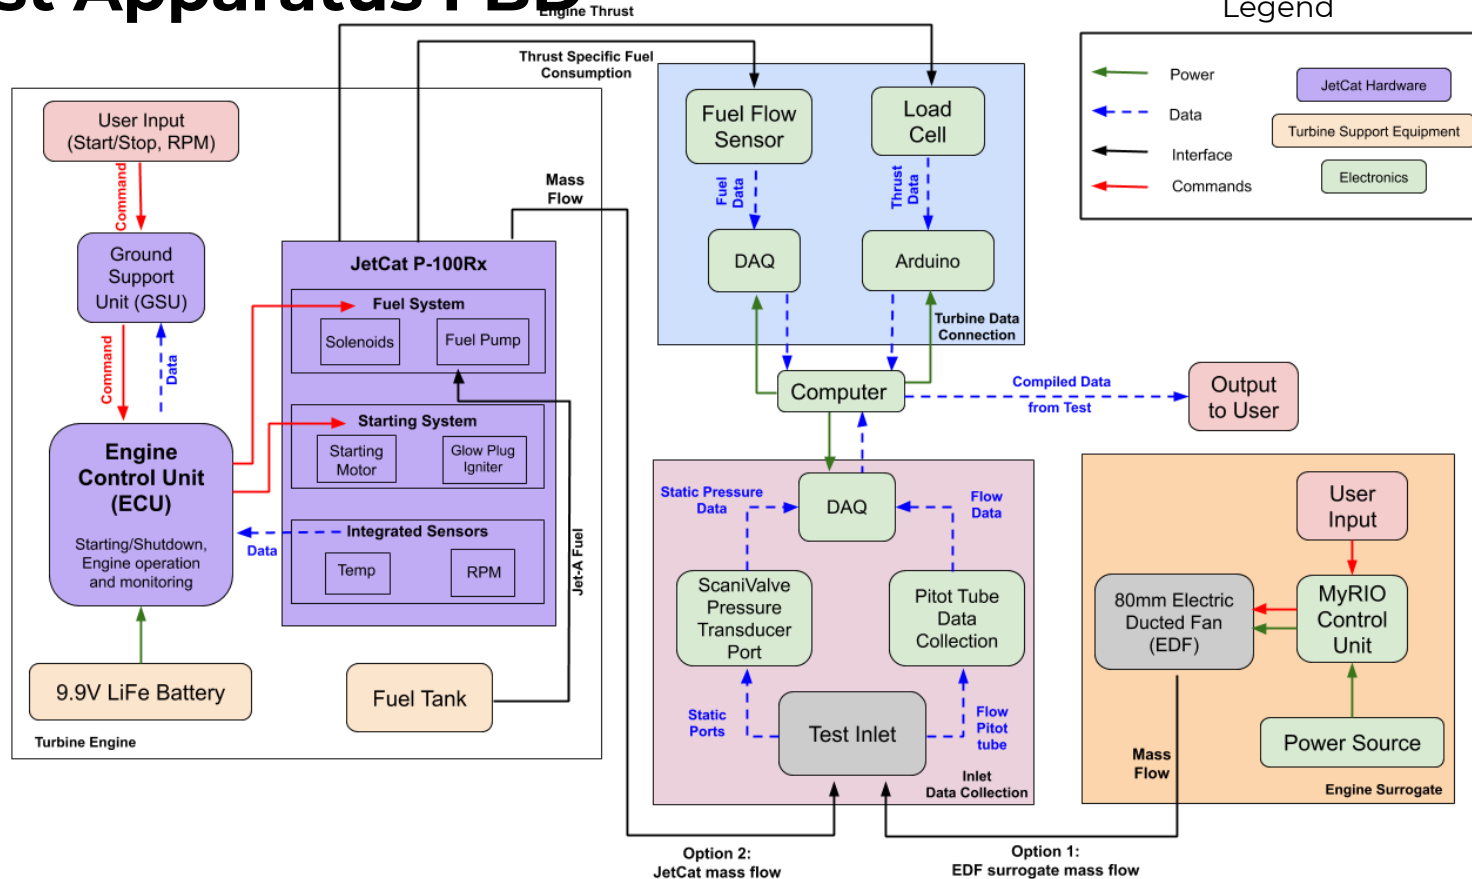 st Apparatus FBD
Legend
Power
Data
Interface
Commands
JetCat Hardware
Turbine Support Equipment
Electronics
Engine Thrust
Thrust Specific Fuel
Consumption
Mass
Flow
User Input
(Start/Stop, RPM)
Command
Ground
Support
Unit (GSU)
Command
Data
Engine
Control Unit
(ECU)
Starting/Shutdown,
Engine operation
and monitoring
9.9V LiFe Battery
Turbine Engine
JetCat P-100Rx
Fuel System
Solenoids
Fuel Pump
Starting System
Starting
Motor
Glow Plug
Igniter
Integrated Sensors
Temp
RPM
Data
Jet-A Fuel
Fuel Tank
Fuel Flow
Sensor
Load
Cell
Fuel
Data
Thrust
Data
DAQ
Arduino
Turbine Data
Connection
Computer
Compiled Data
from Test
Output
to User
DAQ
Static Pressure
Data
Flow
Data
ScaniValve
Pressure
Transducer
Port
Pitot Tube
Data
Collection
Static
Ports
Test Inlet
Flow
Pitot
tube
Inlet
Data Collection
User
Input
80mm Electric
Ducted Fan
(EDF)
MyRIO
Control
Unit
Power Source
Mass
Flow
Engine Surrogate
Option 2:
JetCat mass flow
Option 1:
EDF surrogate mass flow